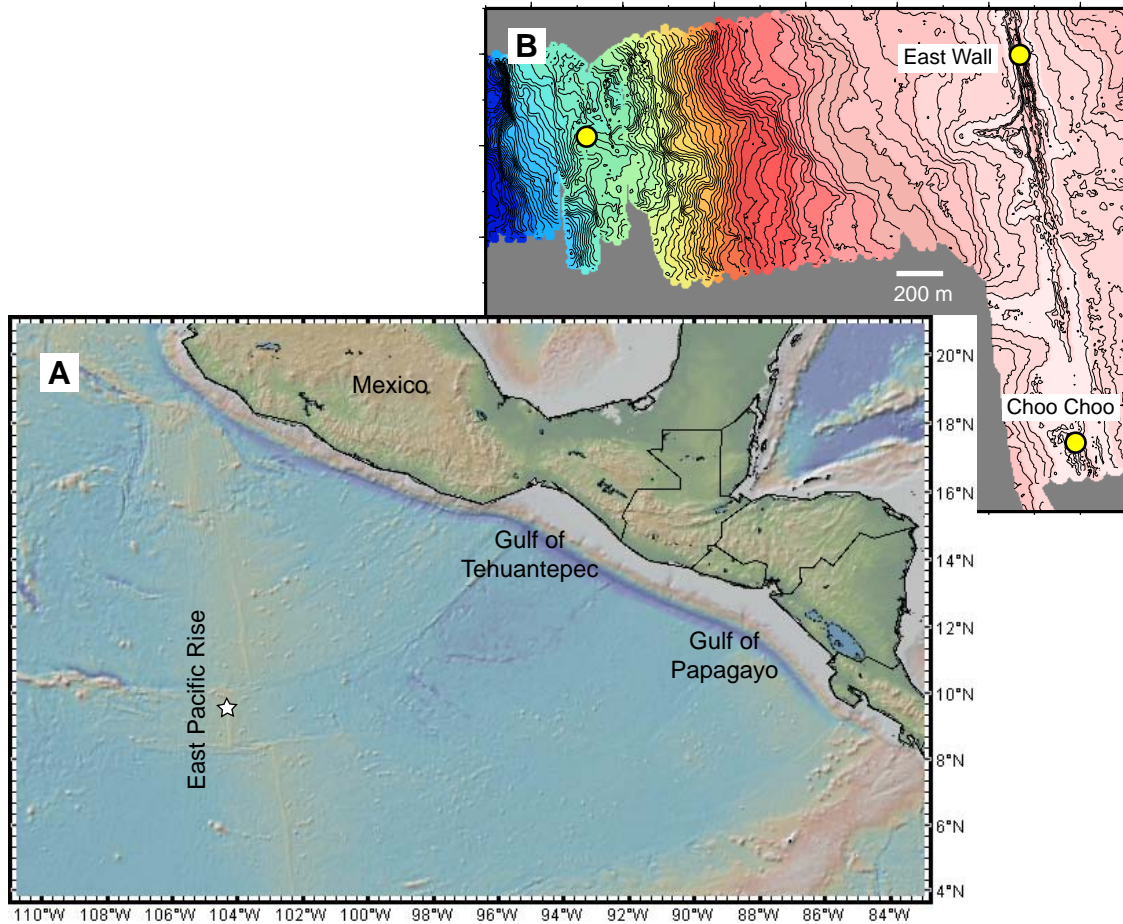 B
East Wall
200 m
Choo Choo
A
Mexico
Gulf of
Tehuantepec
Gulf of
Papagayo
East Pacific Rise
20°N
18°N
16°N
14°N
12°N
10°N
8°N
6°N
4°N
110°W 108°W 106°W 104°W 102°W 100°W 98°W 96°W 94°W 92°W 90°W 88°W 86°W 84°W